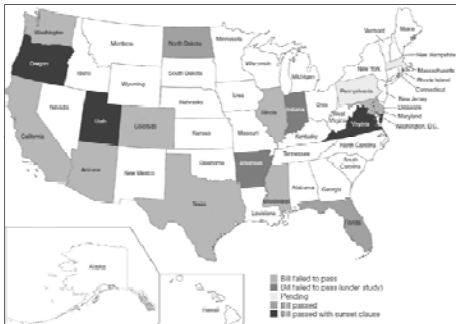 Washington
Oregon
California
Nevada
Idaho
Montana
Wyoming
Utah
Arizona
Colorado
New Mexico
North Dakota
South Dakota
Nebraska
Kansas
Oklahoma
Texas
Minnesota
Iowa
Missouri
Arkansas
Louisiana
Wisconsin
Illinois
Michigan
Indiana
Ohio
Kentucky
Tennessee
Mississippi
Alabama
Georgia
Florida
South
Carolina
North Carolina
West
Virginia
Virginia
Pennsylvania
New York
Vermont
Maine
New Hampshire
Massachusetts
Rhode Island
Connecticut
New Jersey
Delaware
Maryland
Washington, D.C.
Alaska
Hawaii
Bill failed to pass
Bill failed to pass (under study)
Pending
Bill passed
Bill passed with sunset clause